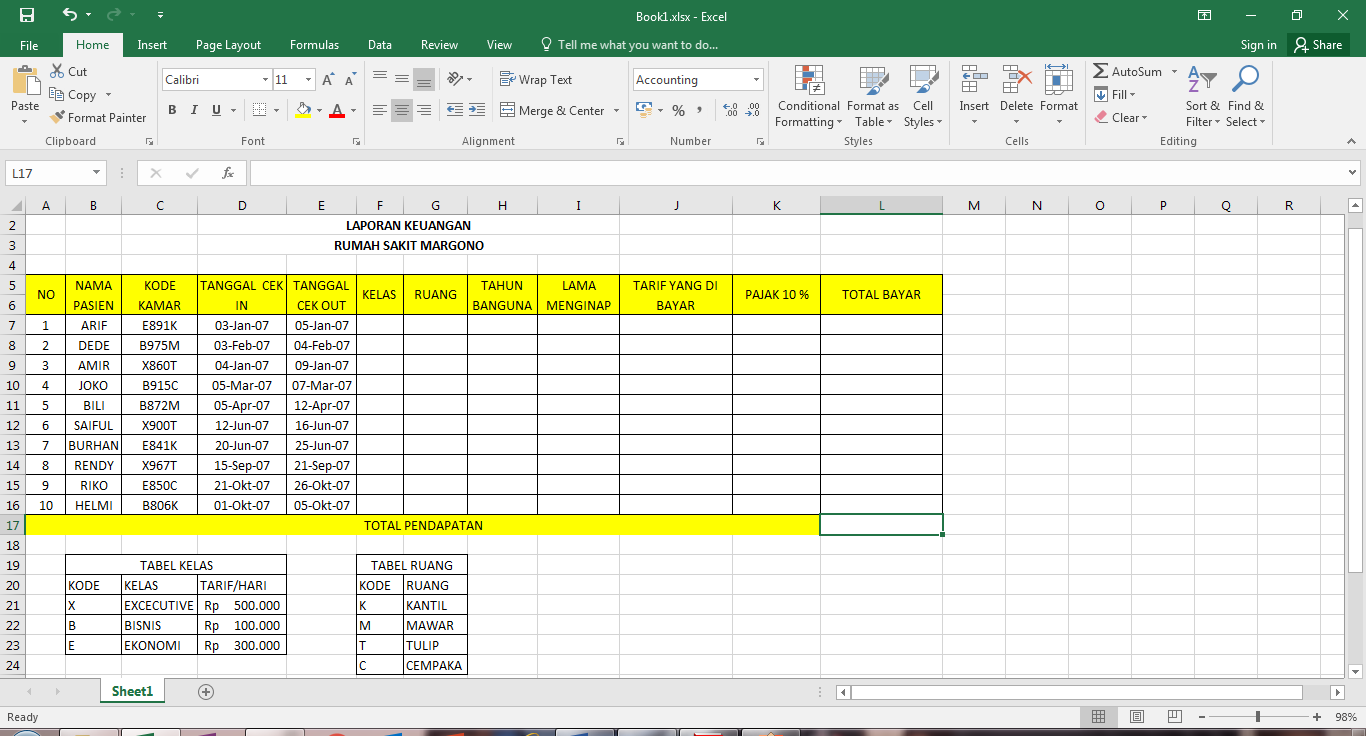 Book1.xlsx - Excel
File Home Insert Page Layout Formulas Data Review View Tell me what you want to do... Sign in Share
Paste
Cut
Copy
Format Painter
Clipboard
Calibri 11
B I U A
Font
Wrap Text
Merge & Center
Alignment
Accounting
% ,
Number
Conditional Formatting
Format as Table
Cell Styles
Styles
Insert Delete Format
Cells
AutoSum
Fill
Clear
Sort & Filter
Find & Select
Editing
L17 fx
A B C D E F G H I J K L M N O P Q R
2 LAPORAN KEUANGAN
3 RUMAH SAKIT MARGONO
4
5 NO NAMA KODE TANGGAL CEK TANGGAL KELAS RUANG TAHUN LAMA TARIF YANG DI PAJAK 10 % TOTAL BAYAR
6 PASIEN KAMAR IN CEK OUT BANGUNA MENGINAP BAYAR
7 1 ARIF E891K 03-Jan-07 05-Jan-07
8 2 DEDE B975M 03-Feb-07 04-Feb-07
9 3 AMIR X860T 04-Jan-07 09-Jan-07
10 4 JOKO B915C 05-Mar-07 07-Mar-07
11 5 BILI B872M 05-Apr-07 12-Apr-07
12 6 SAIFUL X900T 12-Jun-07 16-Jun-07
13 7 BURHAN E841K 20-Jun-07 25-Jun-07
14 8 RENDY X967T 15-Sep-07 21-Sep-07
15 9 RIKO E850C 21-Okt-07 26-Okt-07
16 10 HELMI B806K 01-Okt-07 05-Okt-07
17 TOTAL PENDAPATAN
18
19 TABEL KELAS TABEL RUANG
20 KODE KELAS TARIF/HARI KODE RUANG
21 X EXCECUTIVE Rp 500.000 K KANTIL
22 B BISNIS Rp 100.000 M MAWAR
23 E EKONOMI Rp 300.000 T TULIP
24 C CEMPAKA
Sheet1
Ready 98%